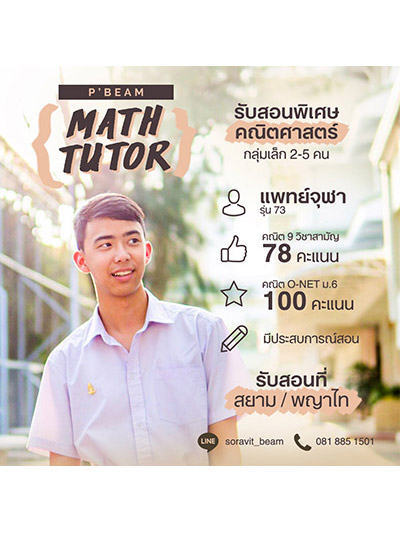 P'BEAM
MATH
TUTOR
รับสอนพิเศษ
คณิตศาสตร์
กลุ่มเล็ก 2-5 คน
แพทย์จุฬา
รุ่น 73
คณิต 9 วิชาสามัญ
78 คะแนน
คณิต O-NET ม.6
100 คะแนน
มีประสบการณ์สอน
รับสอนที่
สยาม / พญาไท
LINE soravit_beam 081 885 1501